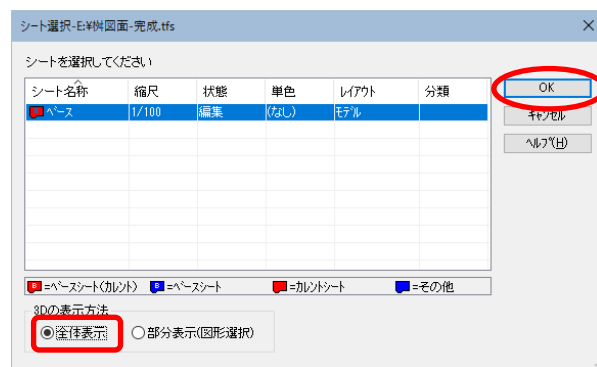 シート選択-E:¥桝図面-完成.tfs
シートを選択してください
シート名称 縮尺 状態 単色 レイアウト 分類
ﾍﾞｰｽ 1/100 編集 (なし) ﾓﾃﾞﾙ
OK
ｷｬﾝｾﾙ
ﾍﾙﾌﾟ(H)
B =ﾍﾞｰｽｼｰﾄ(ｶﾚﾝﾄ) B =ﾍﾞｰｽｼｰﾄ =ｶﾚﾝﾄｼｰﾄ =その他
3Dの表示方法
全体表示 部分表示(図形選択)